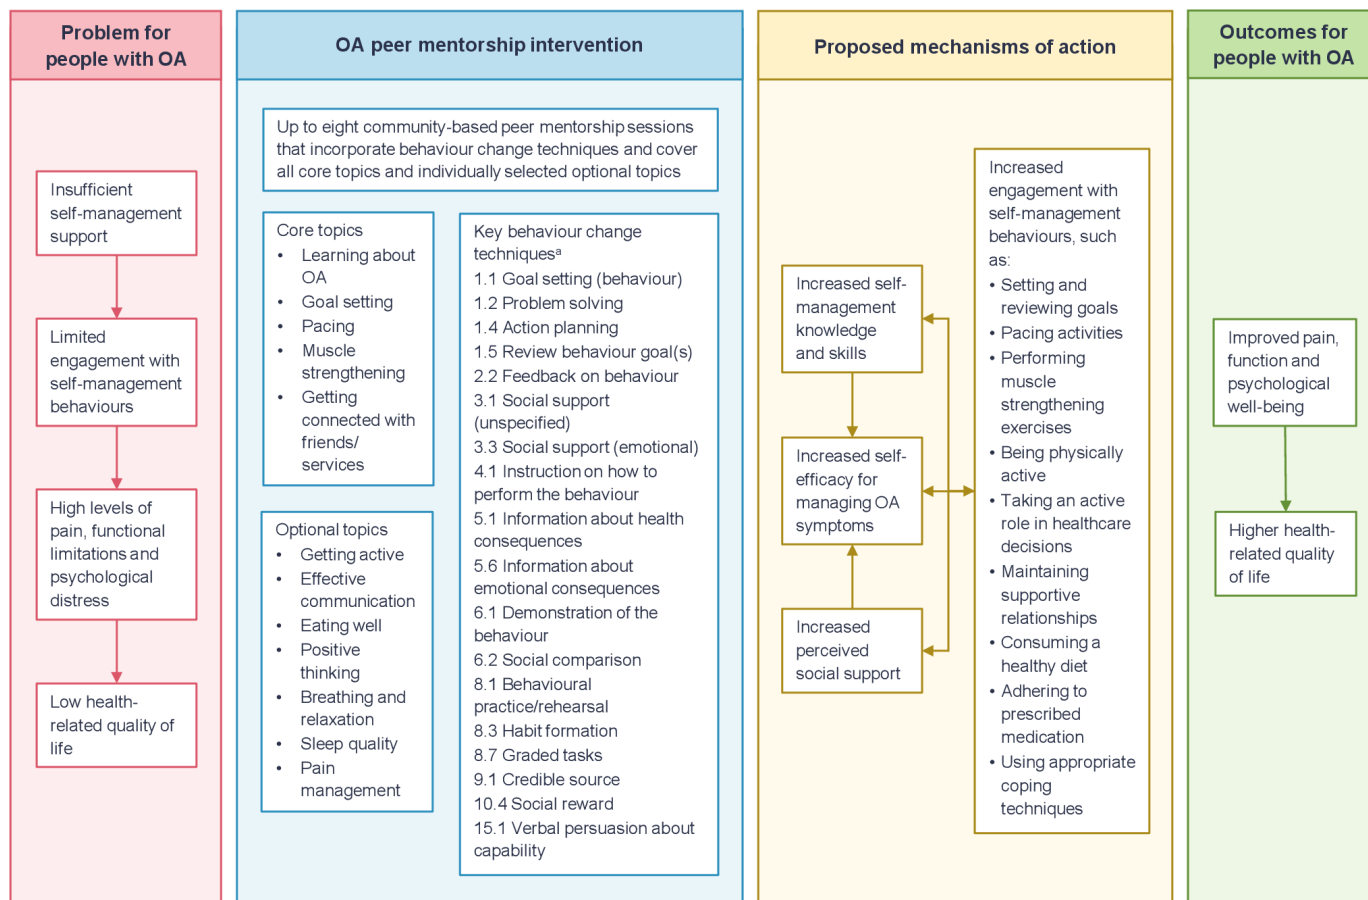 Problem for
people with OA
Insufficient
self-management
support
Limited
engagement with
self-management
behaviours
High levels of
pain, functional
limitations and
psychological
distress
Low health-
related quality of
life
OA peer mentorship intervention
Up to eight community-based peer mentorship sessions
that incorporate behaviour change techniques and cover
all core topics and individually selected optional topics
Core topics
• Learning about
OA
• Goal setting
• Pacing
• Muscle
strengthening
• Getting
connected with
friends/
services
Optional topics
• Getting active
• Effective
communication
• Eating well
• Positive
thinking
• Breathing and
relaxation
• Sleep quality
• Pain
management
Key behaviour change
techniquesᵃ
1.1 Goal setting (behaviour)
1.2 Problem solving
1.4 Action planning
1.5 Review behaviour goal(s)
2.2 Feedback on behaviour
3.1 Social support
(unspecified)
3.3 Social support (emotional)
4.1 Instruction on how to
perform the behaviour
5.1 Information about health
consequences
5.6 Information about
emotional consequences
6.1 Demonstration of the
behaviour
6.2 Social comparison
8.1 Behavioural
practice/rehearsal
8.3 Habit formation
8.7 Graded tasks
9.1 Credible source
10.4 Social reward
15.1 Verbal persuasion about
capability
Proposed mechanisms of action
Increased self-
management
knowledge
and skills
Increased self-
efficacy for
managing OA
symptoms
Increased
perceived
social support
Increased
engagement with
self-management
behaviours, such
as:
• Setting and
reviewing goals
• Pacing activities
• Performing
muscle
strengthening
exercises
• Being physically
active
• Taking an active
role in healthcare
decisions
• Maintaining
supportive
relationships
• Consuming a
healthy diet
• Adhering to
prescribed
medication
• Using appropriate
coping
techniques
Outcomes for
people with OA
Improved pain,
function and
psychological
well-being
Higher health-
related quality
of life